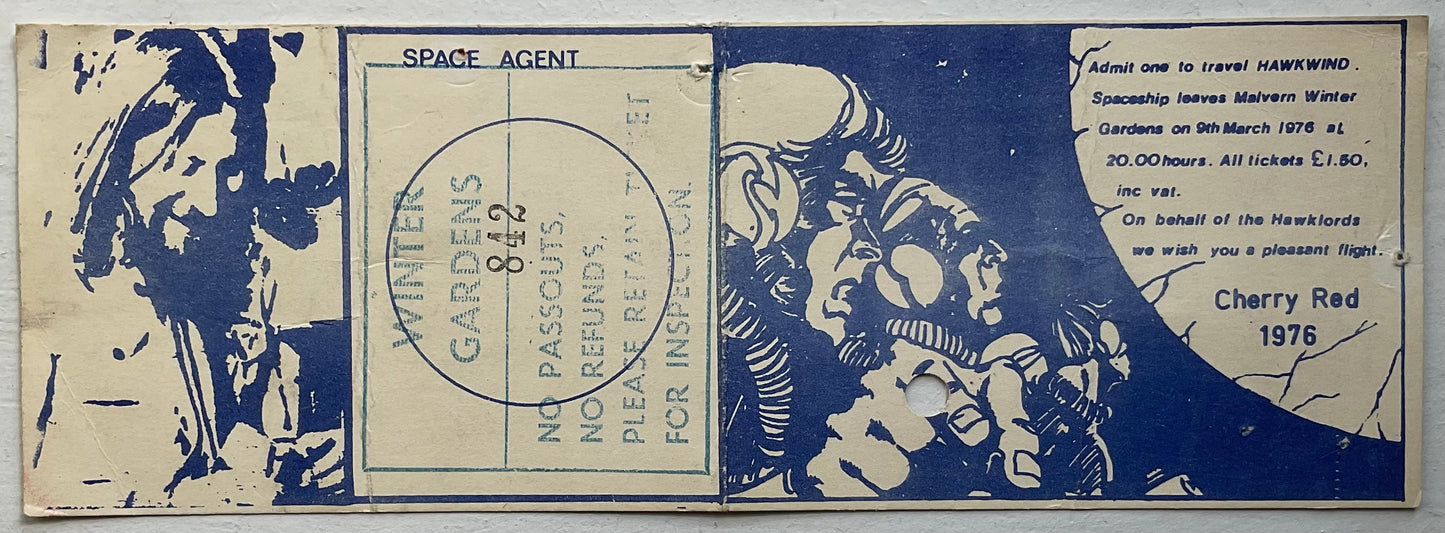 SPACE AGENT
WINTER
GARDENS
842
NO PASSOUTS,
NO REFUNDS,
PLEASE RETAIN TICKET
FOR INSPECTION.
Admit one to travel HAWKWIND.
Spaceship leaves Malvern Winter
Gardens on 9th March 1976 at
20.00 hours. All tickets £1.50,
inc vat.
On behalf of the Hawklords
we wish you a pleasant flight.
Cherry Red
1976